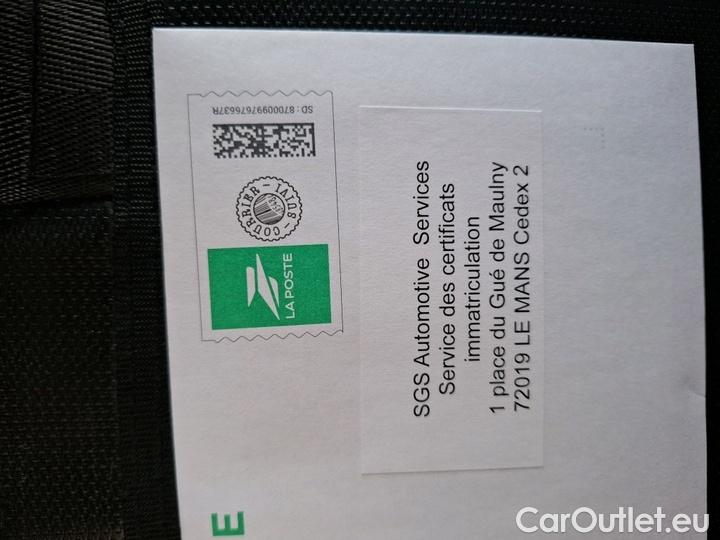 SD: 87000997676637R
COURRIER - SUIVI -
LA POSTE
SGS Automotive Services
Service des certificats
immatriculation
1 place du Gué de Maulny
72019 LE MANS Cedex 2
E
CarOutlet.eu